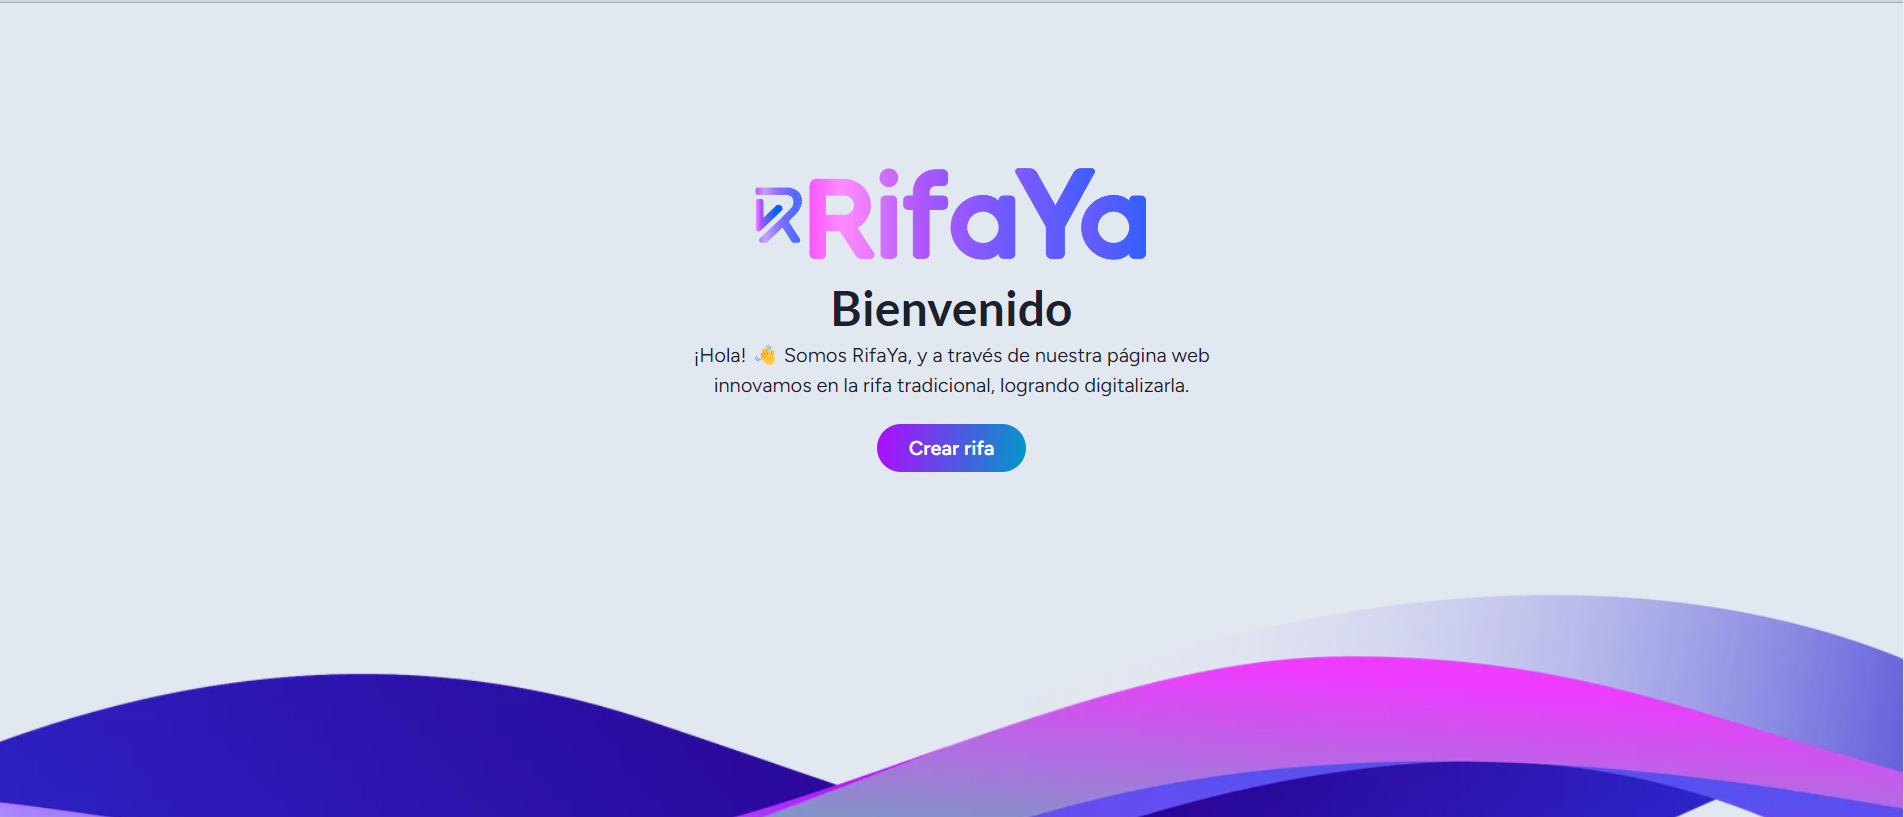 RifaYa
Bienvenido
¡Hola! 👋 Somos RifaYa, y a través de nuestra página web
innovamos en la rifa tradicional, logrando digitalizarla.
Crear rifa